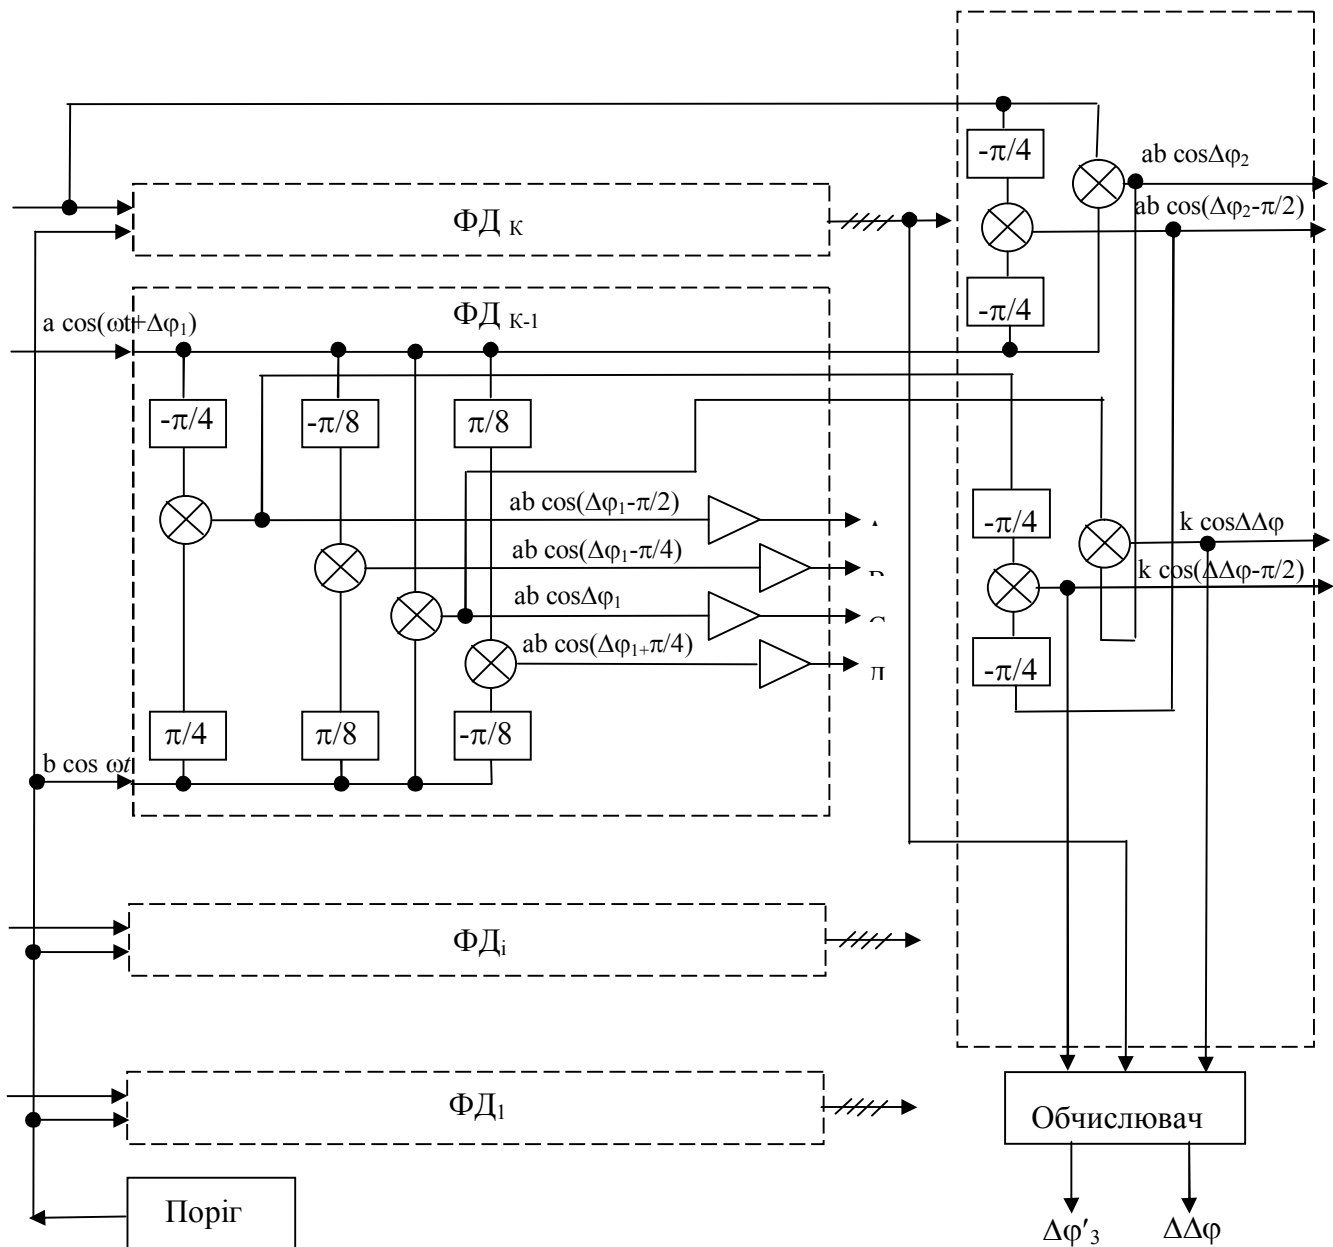 -π/4
ab cosΔφ₂
ab cos(Δφ₂-π/2)
ФД К
-π/4
a cos(ωt+Δφ₁)
ФД К-1
-π/4
-π/8
π/8
ab cos(Δφ₁-π/2)
ab cos(Δφ₁-π/4)
ab cosΔφ₁
ab cos(Δφ₁₊π/4)
-π/4
k cosΔΔφ
k cos(ΔΔφ-π/2)
-π/4
π/4
π/8
-π/8
b cos ωt
ФДi
ФД₁
Обчислювач
Поріг
Δφ′₃
ΔΔφ